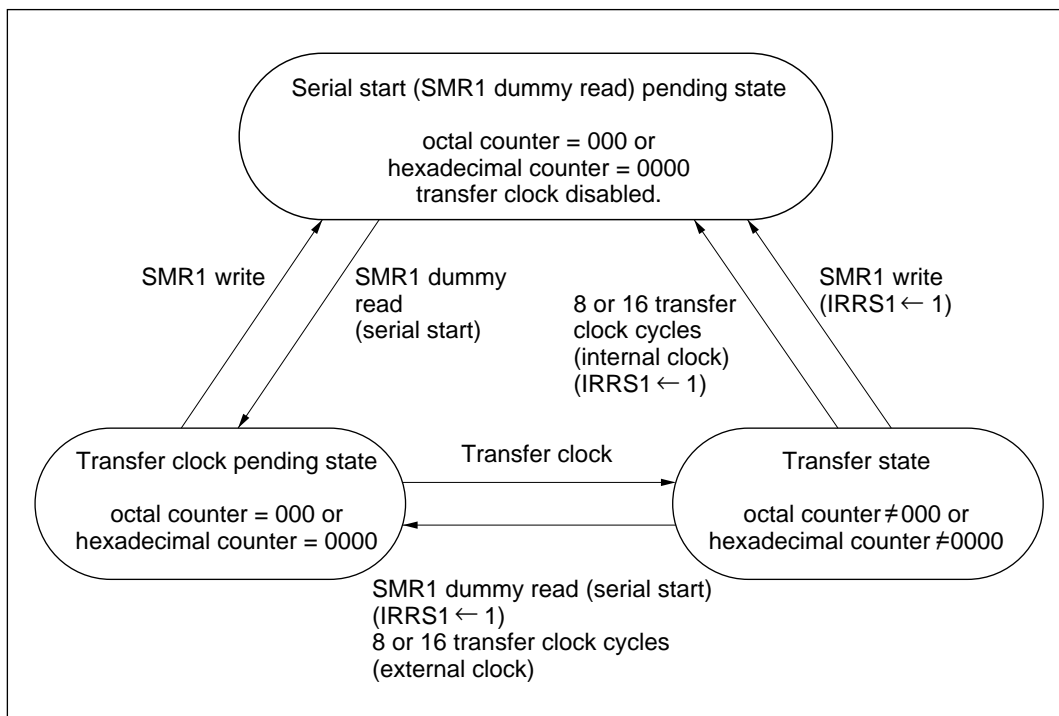 Serial start (SMR1 dummy read) pending state
octal counter = 000 or
hexadecimal counter = 0000
transfer clock disabled.
SMR1 write
SMR1 dummy
read
(serial start)
8 or 16 transfer
clock cycles
(internal clock)
(IRRS1 ← 1)
SMR1 write
(IRRS1 ← 1)
Transfer clock pending state
octal counter = 000 or
hexadecimal counter = 0000
Transfer clock
Transfer state
octal counter ≠ 000 or
hexadecimal counter ≠ 0000
SMR1 dummy read (serial start)
(IRRS1 ← 1)
8 or 16 transfer clock cycles
(external clock)